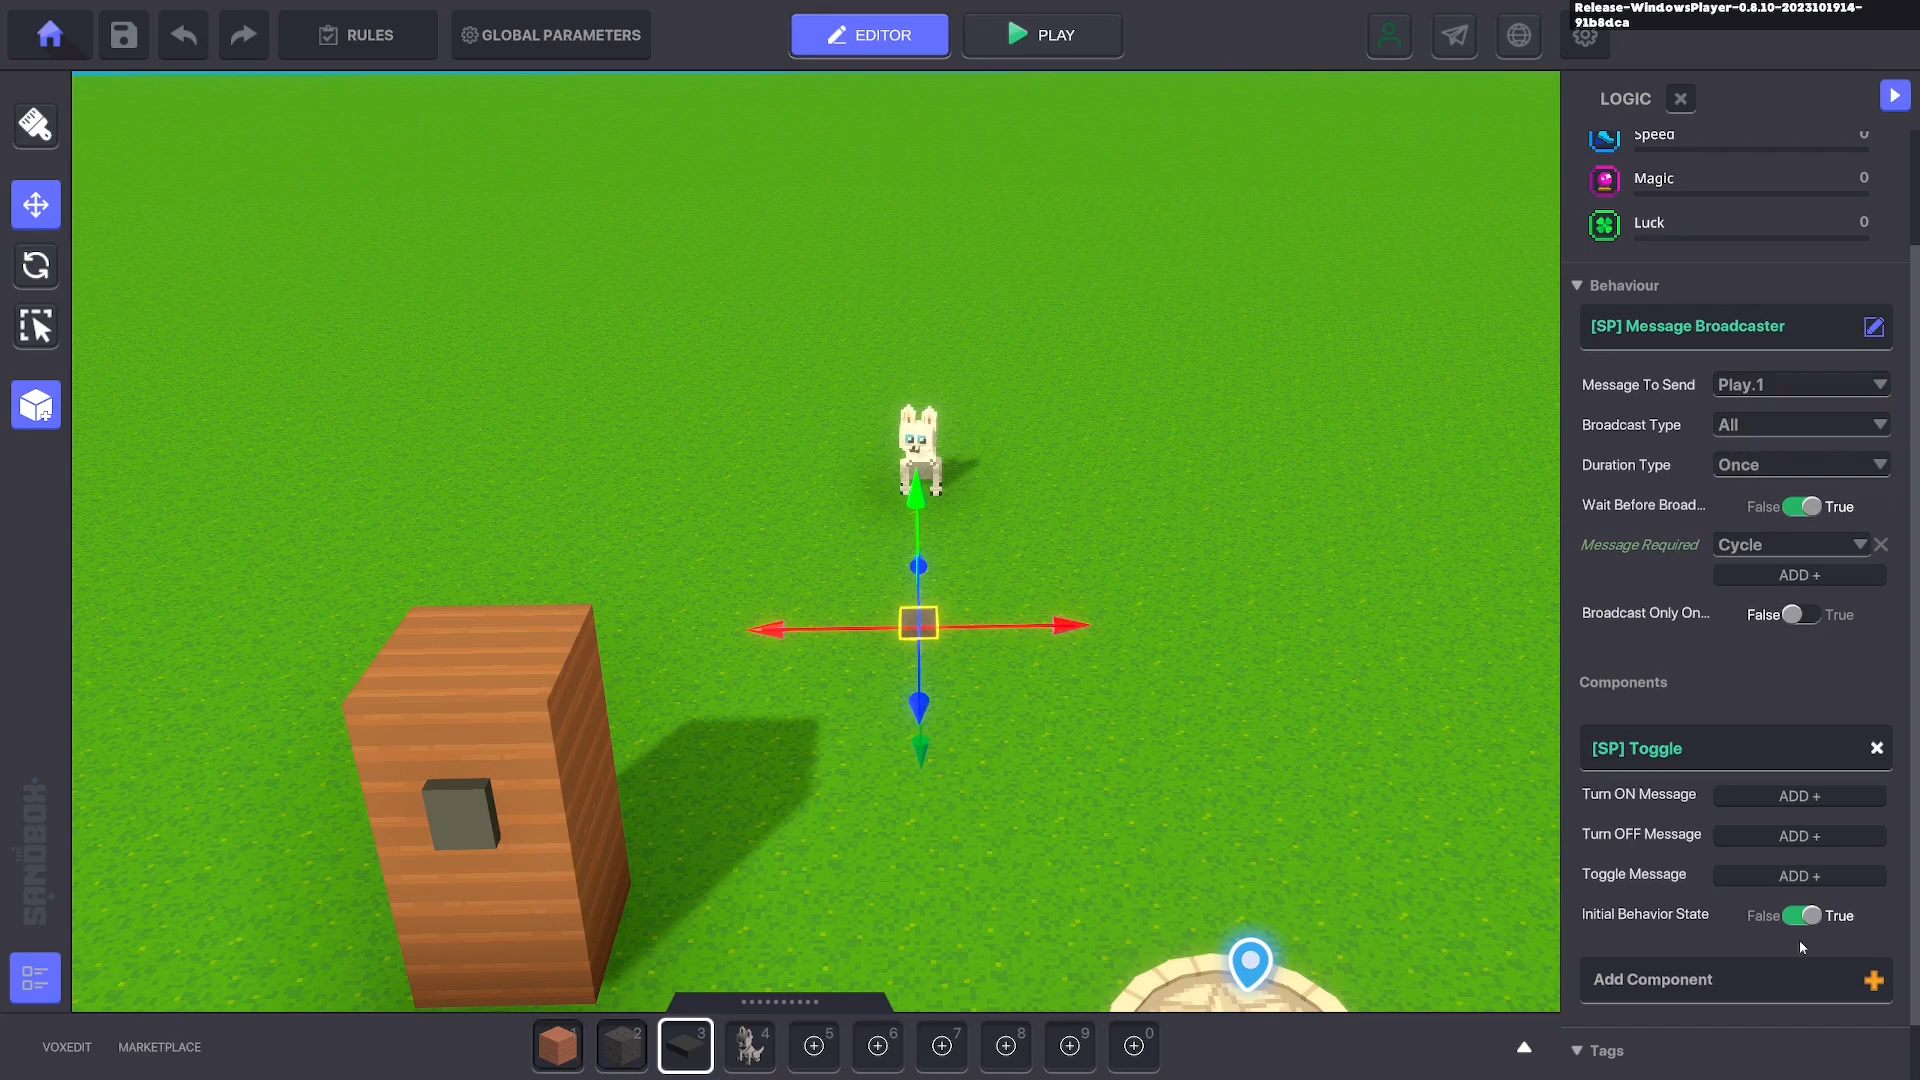 Release-WindowsPlayer-0.8.10-2023101914-
91b8dca
RULES
GLOBAL PARAMETERS
EDITOR
PLAY
LOGIC
Speed 0
Magic 0
Luck 0
Behaviour
[SP] Message Broadcaster
Message To Send Play.1
Broadcast Type All
Duration Type Once
Wait Before Broad... False True
Message Required Cycle
ADD +
Broadcast Only On... False True
Components
[SP] Toggle
Turn ON Message ADD +
Turn OFF Message ADD +
Toggle Message ADD +
Initial Behavior State False True
Add Component
Tags
THE SANDBOX
VOXEDIT
MARKETPLACE
1 2 3 4 5 6 7 8 9 0